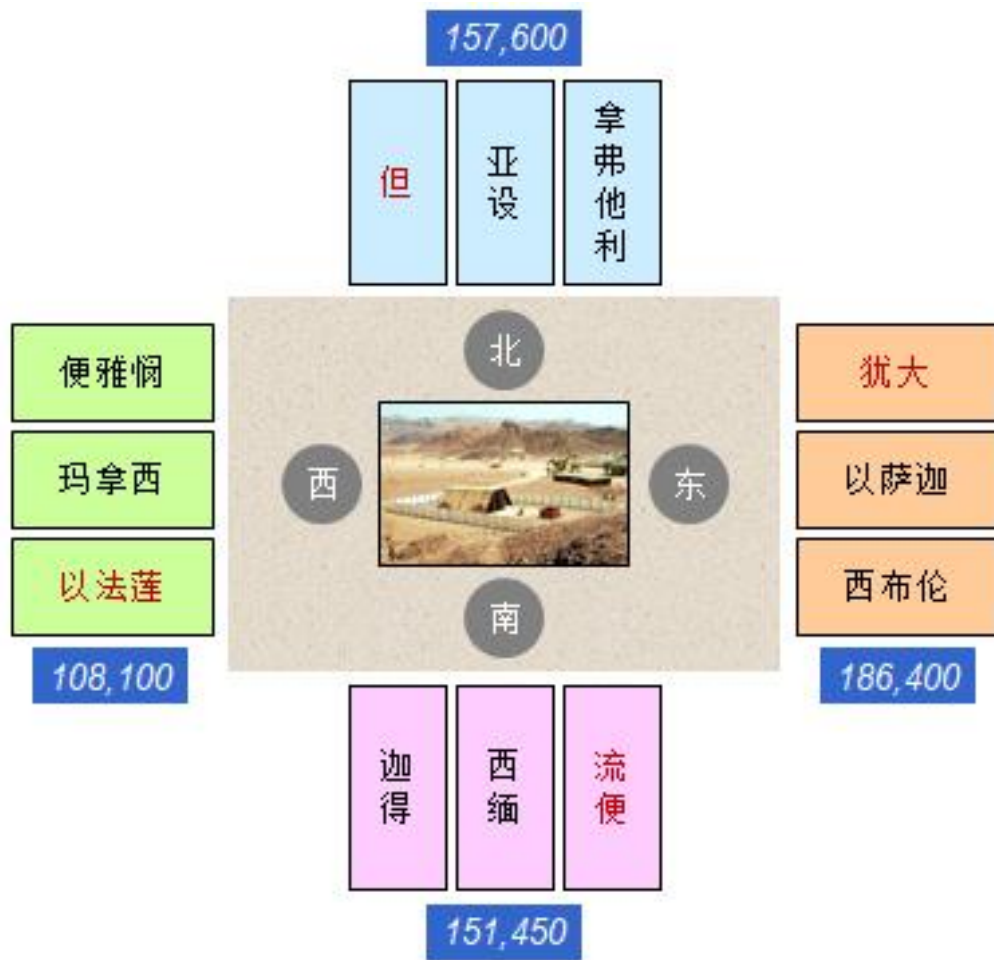 157,600
但
亚设
拿弗他利
北
便雅悯
玛拿西
以法莲
108,100
西
东
犹大
以萨迦
西布伦
186,400
南
迦得
西缅
流便
151,450